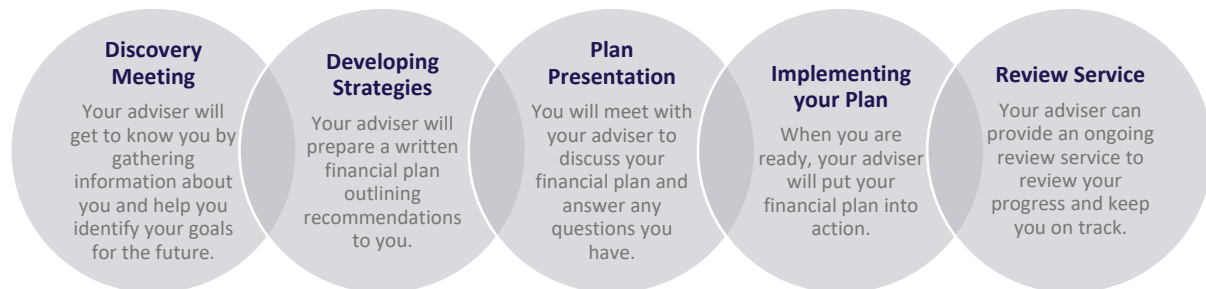 Discovery
Meeting
Your adviser will
get to know you by
gathering
information about
you and help you
identify your goals
for the future.
Developing
Strategies
Your adviser will
prepare a written
financial plan
outlining
recommendations
to you.
Plan
Presentation
You will meet with
your adviser to
discuss your
financial plan and
answer any
questions you
have.
Implementing
your Plan
When you are
ready, your adviser
will put your
financial plan into
action.
Review Service
Your adviser can
provide an ongoing
review service to
review your
progress and keep
you on track.